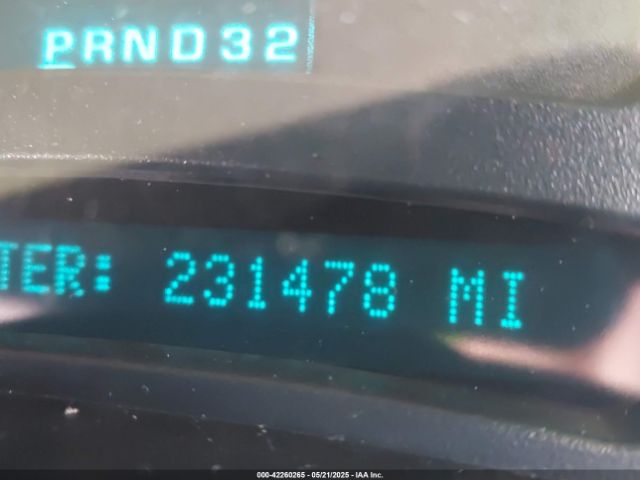 PRND32
TER: 231478 MI
000-42260265 - 05/21/2025 - IAA Inc.